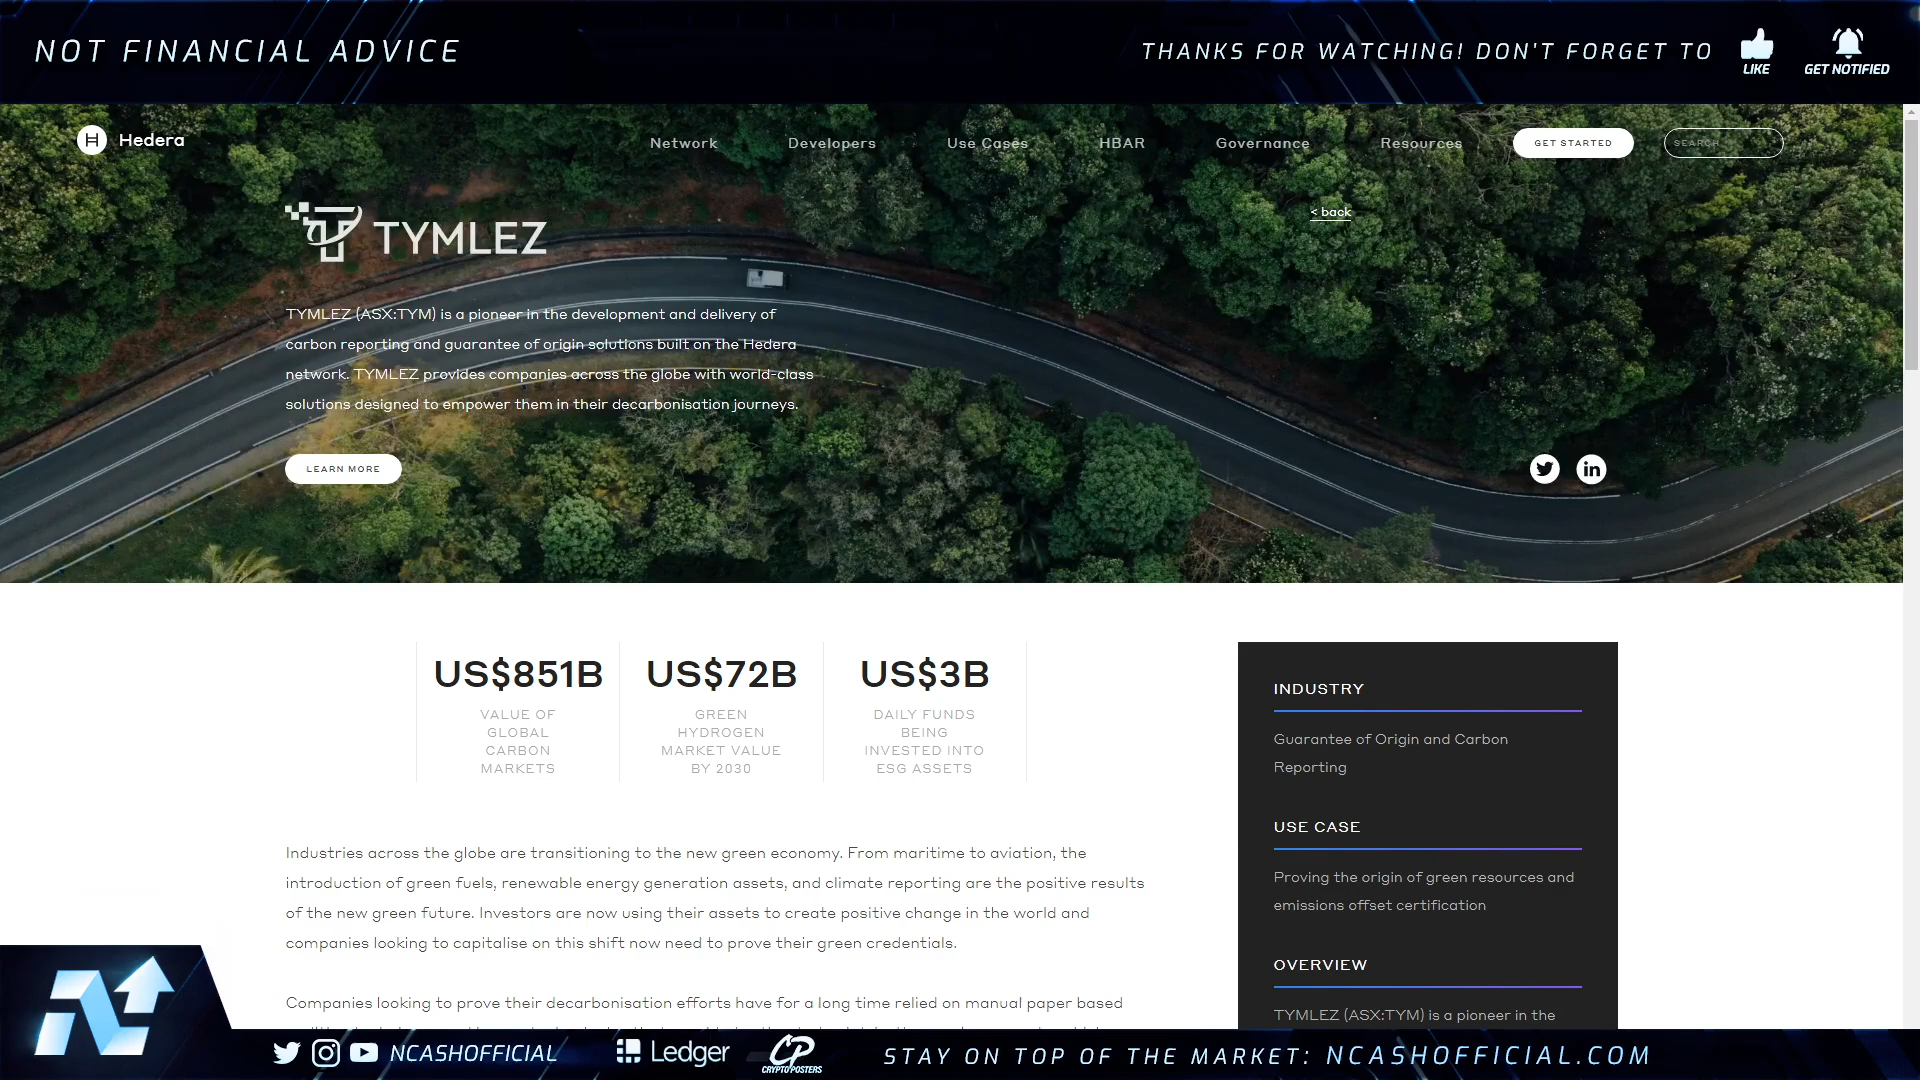 NOT FINANCIAL ADVICE
THANKS FOR WATCHING! DON'T FORGET TO
LIKE
GET NOTIFIED
Hedera
Network
Developers
Use Cases
HBAR
Governance
Resources
GET STARTED
SEARCH
TYMLEZ
< back
TYMLEZ (ASX:TYM) is a pioneer in the development and delivery of
carbon reporting and guarantee of origin solutions built on the Hedera
network. TYMLEZ provides companies across the globe with world-class
solutions designed to empower them in their decarbonisation journeys.
LEARN MORE
US$851B
VALUE OF
GLOBAL
CARBON
MARKETS
US$72B
GREEN
HYDROGEN
MARKET VALUE
BY 2030
US$3B
DAILY FUNDS
BEING
INVESTED INTO
ESG ASSETS
Industries across the globe are transitioning to the new green economy. From maritime to aviation, the
introduction of green fuels, renewable energy generation assets, and climate reporting are the positive results
of the new green future. Investors are now using their assets to create positive change in the world and
companies looking to capitalise on this shift now need to prove their green credentials.
Companies looking to prove their decarbonisation efforts have for a long time relied on manual paper based
INDUSTRY
Guarantee of Origin and Carbon
Reporting
USE CASE
Proving the origin of green resources and
emissions offset certification
OVERVIEW
TYMLEZ (ASX:TYM) is a pioneer in the
NCASHOFFICIAL
Ledger
CP
CRYPTO POSTERS
STAY ON TOP OF THE MARKET: NCASHOFFICIAL.COM